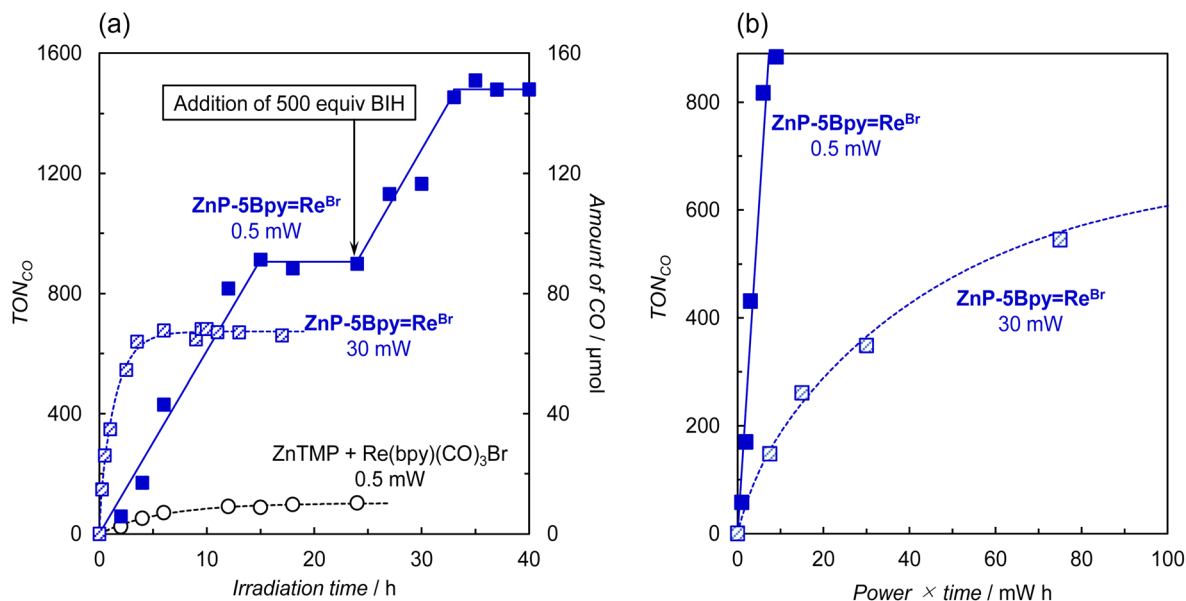 (a)
1600
1200
800
400
0
TON_CO
160
120
80
40
0
Amount of CO / μmol
Addition of 500 equiv BIH
ZnP-5Bpy=Re^Br
0.5 mW
ZnP-5Bpy=Re^Br
30 mW
ZnTMP + Re(bpy)(CO)₃Br
0.5 mW
0 10 20 30 40
Irradiation time / h
(b)
800
600
400
200
0
TON_CO
ZnP-5Bpy=Re^Br
0.5 mW
ZnP-5Bpy=Re^Br
30 mW
0 20 40 60 80 100
Power × time / mW h